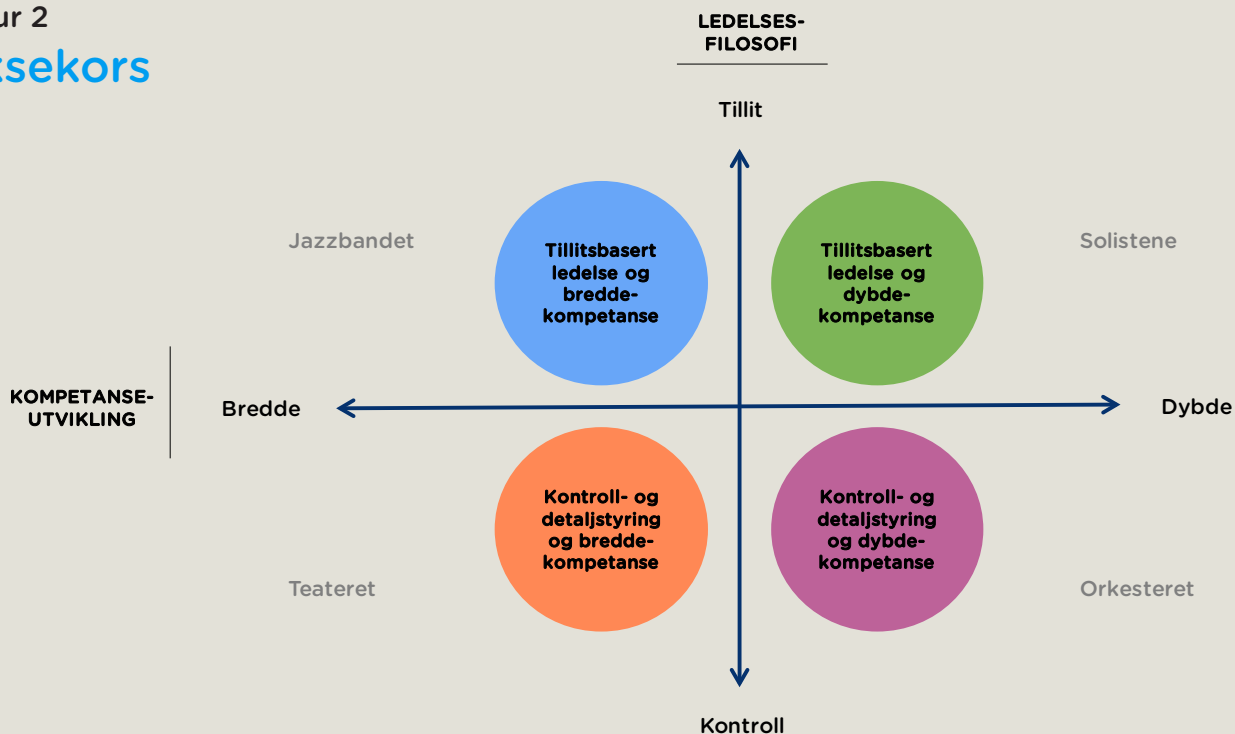 ur 2
sekors
LEDELSES-
FILOSOFI
Tillit
Jazzbandet
Tillitsbasert
ledelse og
bredde-
kompetanse
Tillitsbasert
ledelse og
dybde-
kompetanse
Solistene
KOMPETANSE-
UTVIKLING
Bredde
Dybde
Kontroll- og
detaljstyring
og bredde-
kompetanse
Kontroll- og
detaljstyring
og dybde-
kompetanse
Teateret
Orkesteret
Kontroll